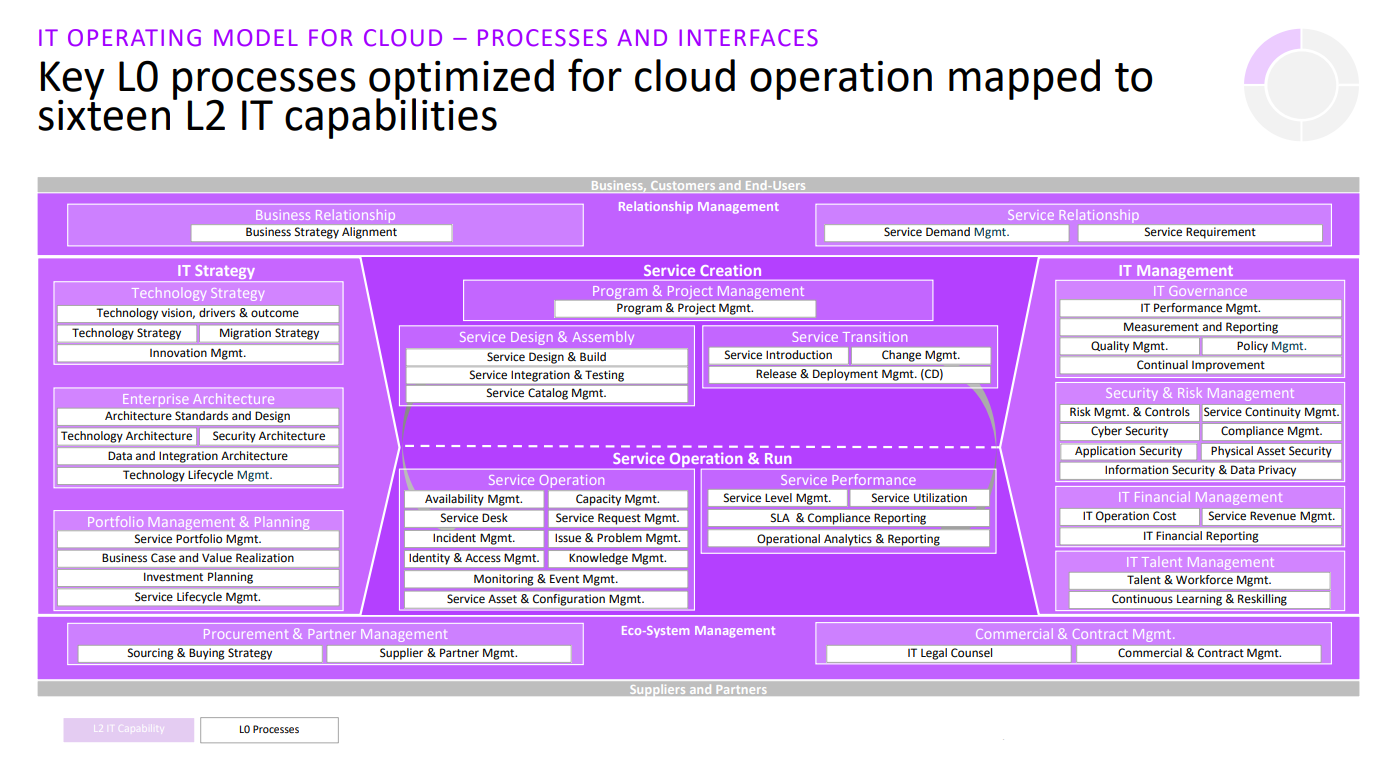 IT OPERATING MODEL FOR CLOUD – PROCESSES AND INTERFACES
Key L0 processes optimized for cloud operation mapped to
sixteen L2 IT capabilities
Business, Customers and End-Users
Relationship Management
Business Relationship
Business Strategy Alignment
Service Relationship
Service Demand Mgmt.
Service Requirement
IT Strategy
Technology Strategy
Technology vision, drivers & outcome
Technology Strategy
Migration Strategy
Innovation Mgmt.
Enterprise Architecture
Architecture Standards and Design
Technology Architecture
Security Architecture
Data and Integration Architecture
Technology Lifecycle Mgmt.
Portfolio Management & Planning
Service Portfolio Mgmt.
Business Case and Value Realization
Investment Planning
Service Lifecycle Mgmt.
Service Creation
Program & Project Management
Program & Project Mgmt.
Service Design & Assembly
Service Design & Build
Service Integration & Testing
Service Catalog Mgmt.
Service Transition
Service Introduction
Change Mgmt.
Release & Deployment Mgmt. (CD)
Service Operation & Run
Service Operation
Availability Mgmt.
Capacity Mgmt.
Service Desk
Service Request Mgmt.
Incident Mgmt.
Issue & Problem Mgmt.
Identity & Access Mgmt.
Knowledge Mgmt.
Monitoring & Event Mgmt.
Service Asset & Configuration Mgmt.
Service Performance
Service Level Mgmt.
Service Utilization
SLA & Compliance Reporting
Operational Analytics & Reporting
IT Management
IT Governance
IT Performance Mgmt.
Measurement and Reporting
Quality Mgmt.
Policy Mgmt.
Continual Improvement
Security & Risk Management
Risk Mgmt. & Controls
Service Continuity Mgmt.
Cyber Security
Compliance Mgmt.
Application Security
Physical Asset Security
Information Security & Data Privacy
IT Financial Management
IT Operation Cost
Service Revenue Mgmt.
IT Financial Reporting
IT Talent Management
Talent & Workforce Mgmt.
Continuous Learning & Reskilling
Eco-System Management
Procurement & Partner Management
Sourcing & Buying Strategy
Supplier & Partner Mgmt.
Commercial & Contract Mgmt.
IT Legal Counsel
Commercial & Contract Mgmt.
Suppliers and Partners
L2 IT Capability
L0 Processes